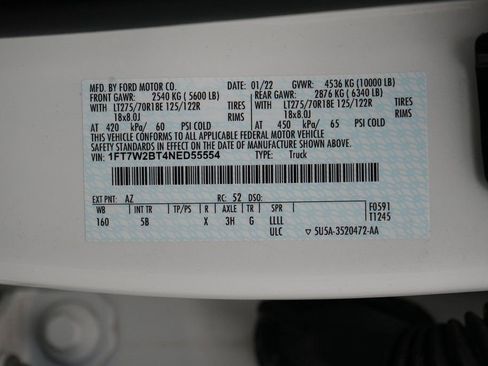 MFD. BY FORD MOTOR CO. DATE: 01/22 GVWR: 4536 KG (10000 LB)
FRONT GAWR: 2540 KG (5600 LB) REAR GAWR: 2876 KG (6340 LB)
WITH LT275/70R18E 125/122R TIRES WITH LT275/70R18E 125/122R TIRES
18x8.0J RIMS 18x8.0J RIMS
AT 420 kPa/ 60 PSI COLD AT 450 kPa/ 65 PSI COLD
THIS VEHICLE CONFORMS TO ALL APPLICABLE FEDERAL MOTOR VEHICLE
SAFETY STANDARDS IN EFFECT ON THE DATE OF MANUFACTURE SHOWN ABOVE.
VIN: 1FT7W2BT4NED55554 TYPE: Truck
EXT PNT: AZ RC: 52 DSO:
WB INT TR TP/PS R AXLE TR SPR F0591
160 5B X 3H G LLLL T1245
ULC ▽ 5U5A-3520472-AA